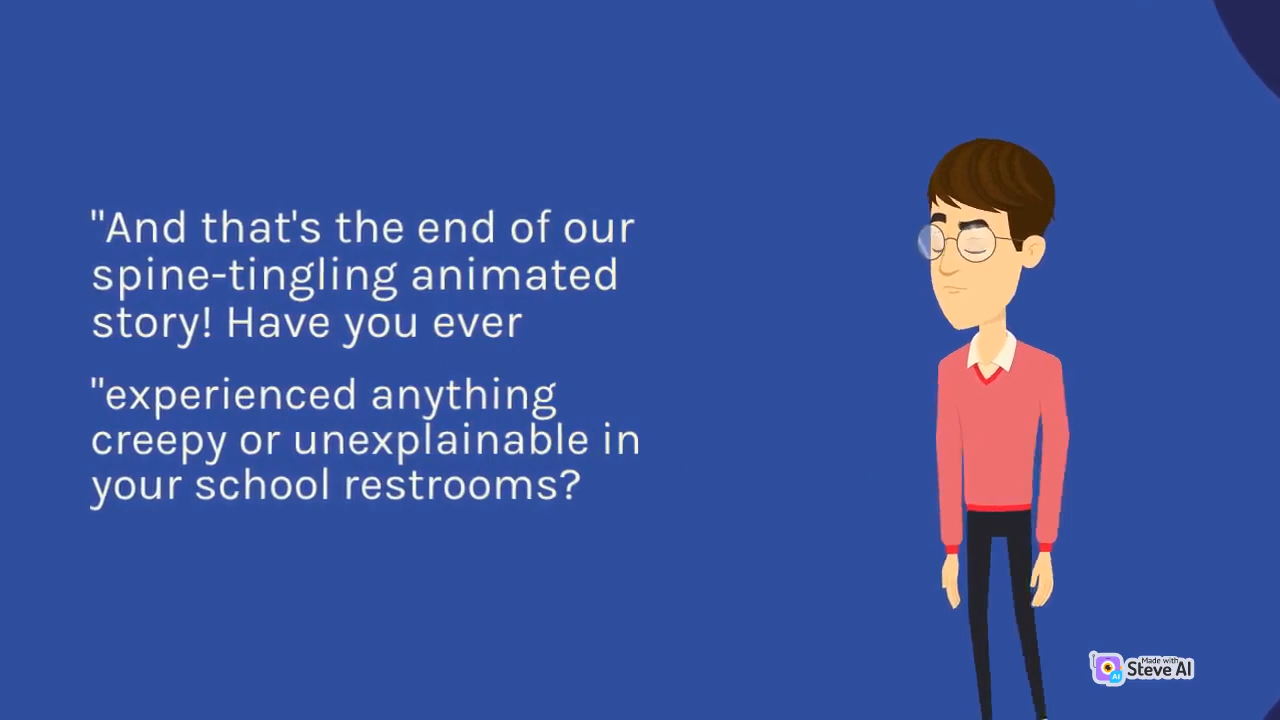 "And that's the end of our
spine-tingling animated
story! Have you ever
"experienced anything
creepy or unexplainable in
your school restrooms?
Made with
Steve AI
AI